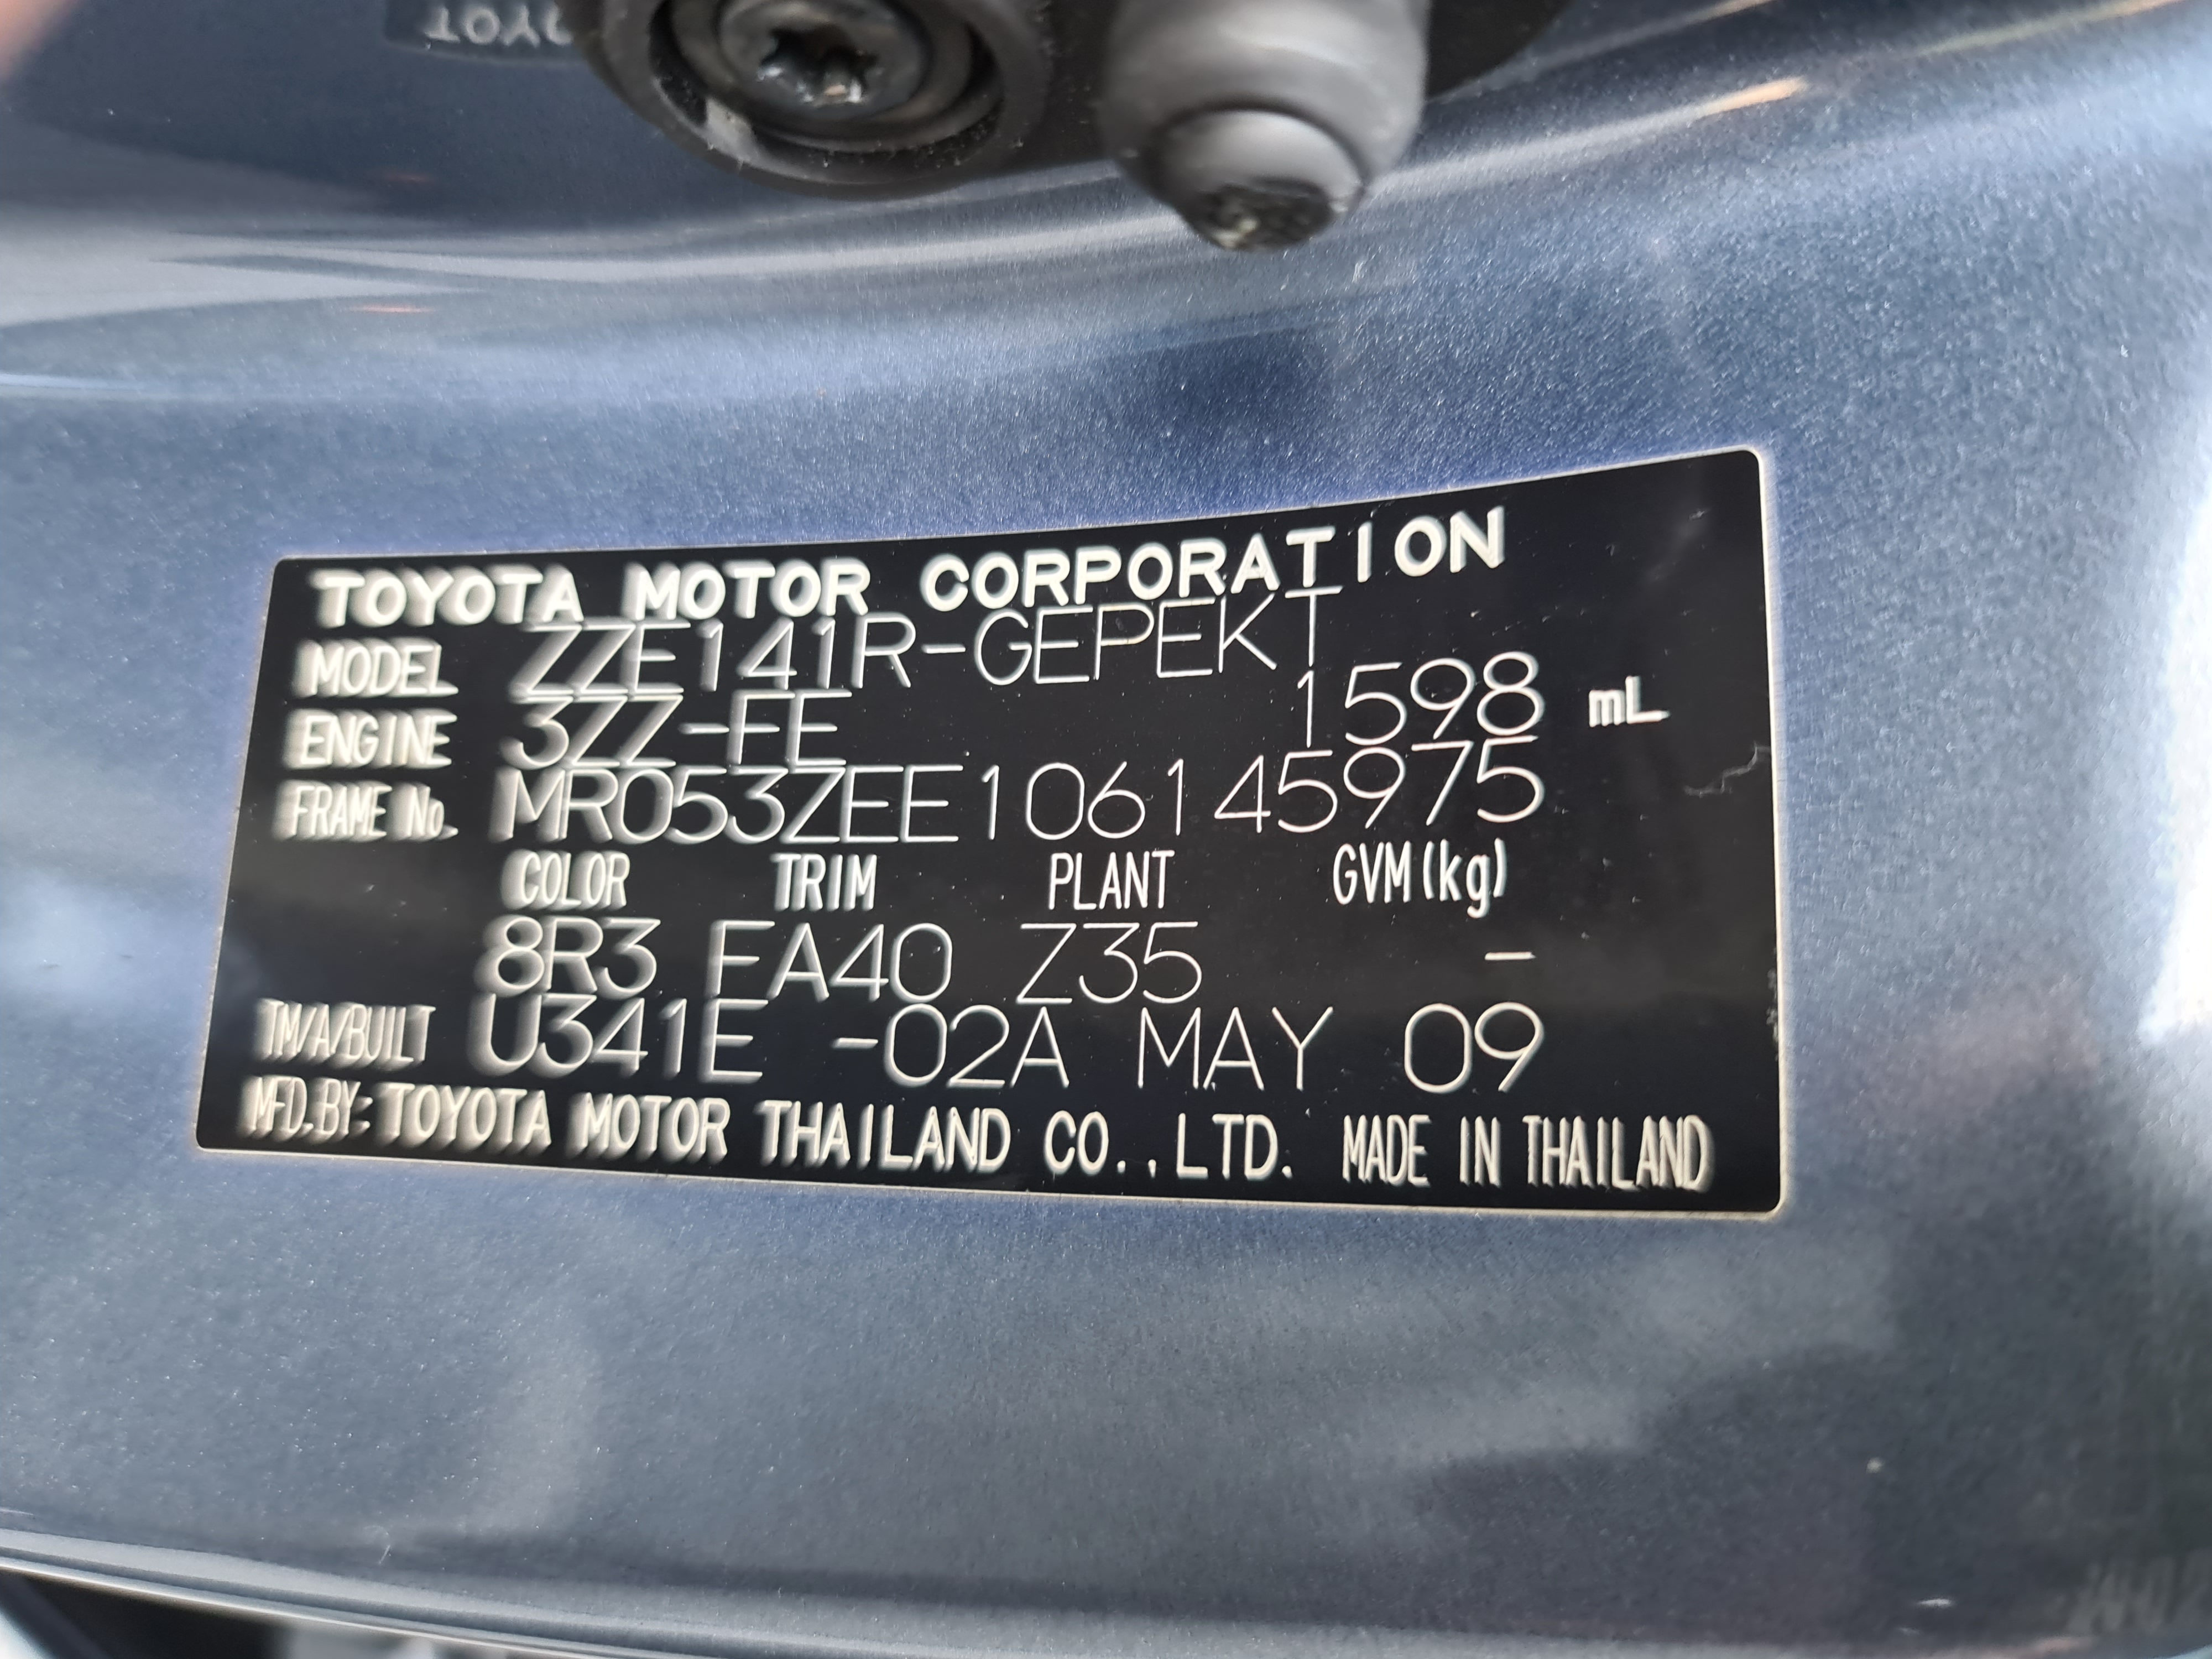 TOYOTA MOTOR CORPORATION
MODEL ZZE141R-GEPEKT
ENGINE 3ZZ-FE 1598 mL
FRAME No. MR053ZEE106145975
COLOR TRIM PLANT GVM(kg)
8R3 FA40 Z35 -
TM/A/BUILT U341E -02A MAY 09
MFD.BY: TOYOTA MOTOR THAILAND CO., LTD. MADE IN THAILAND